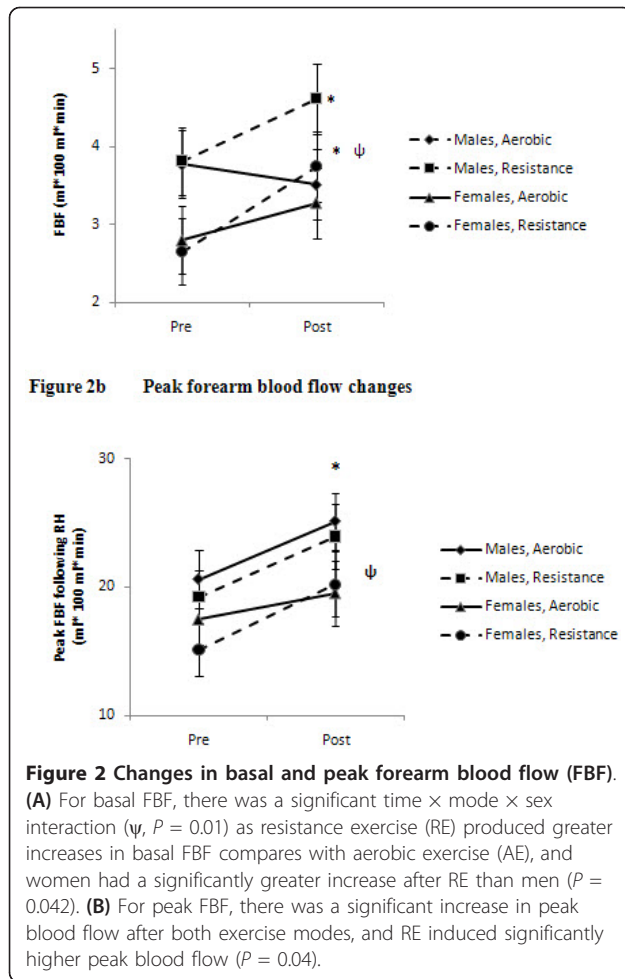 5
4
3
2
FBF (ml*100 ml*min)
*
* ψ
Pre Post
Males, Aerobic
Males, Resistance
Females, Aerobic
Females, Resistance
Figure 2b Peak forearm blood flow changes
30
20
10
Peak FBF following RH
(ml* 100 ml*min)
*
ψ
Pre Post
Males, Aerobic
Males, Resistance
Females, Aerobic
Females, Resistance
Figure 2 Changes in basal and peak forearm blood flow (FBF).
(A) For basal FBF, there was a significant time × mode × sex
interaction (ψ, P = 0.01) as resistance exercise (RE) produced greater
increases in basal FBF compares with aerobic exercise (AE), and
women had a significantly greater increase after RE than men (P =
0.042). (B) For peak FBF, there was a significant increase in peak
blood flow after both exercise modes, and RE induced significantly
higher peak blood flow (P = 0.04).